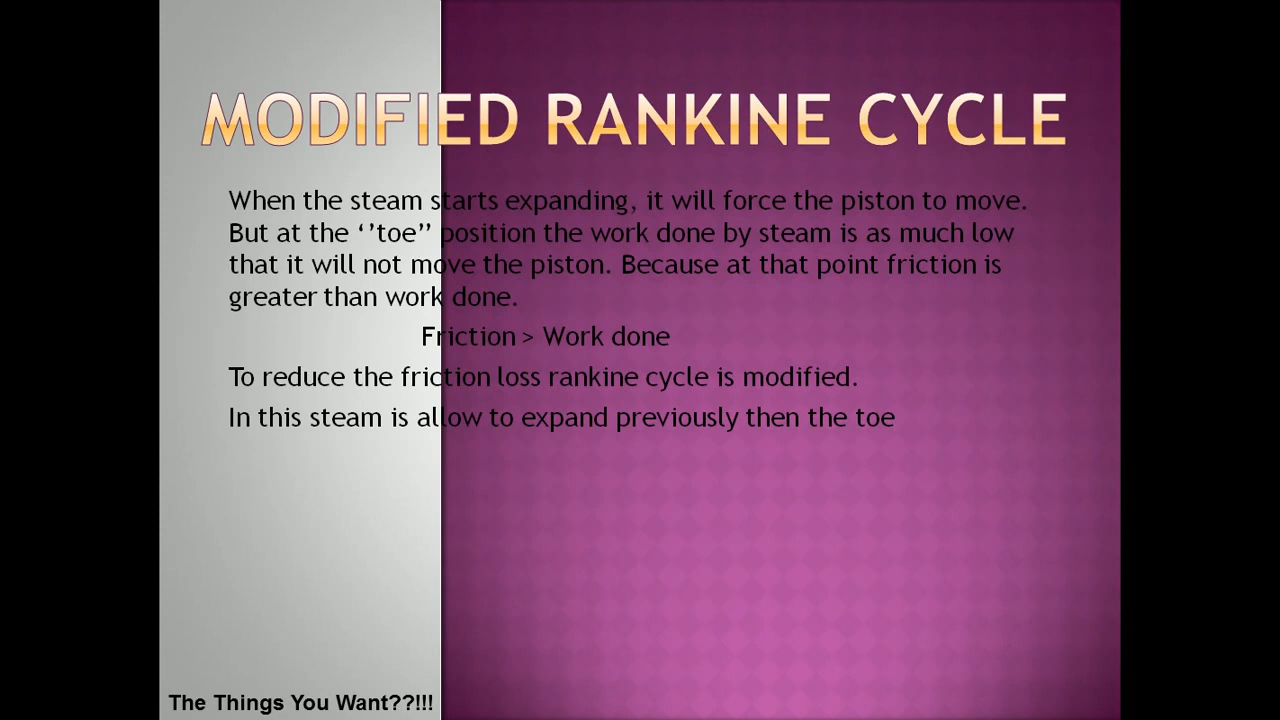 MODIFIED RANKINE CYCLE
When the steam starts expanding, it will force the piston to move.
But at the ‘’toe’’ position the work done by steam is as much low
that it will not move the piston. Because at that point friction is
greater than work done.
Friction > Work done
To reduce the friction loss rankine cycle is modified.
In this steam is allow to expand previously then the toe
The Things You Want??!!!